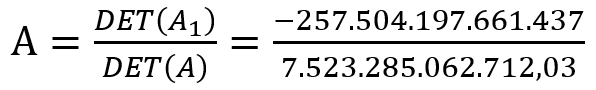 A = DET(A₁) / DET(A) = −257.504.197.661.437 / 7.523.285.062.712,03